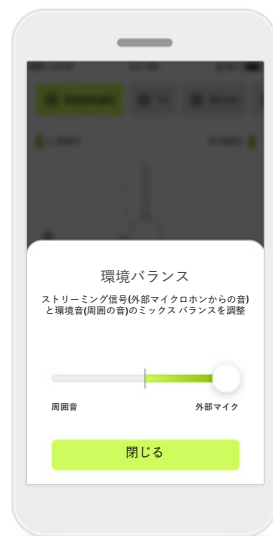 環境バランス
ストリーミング信号(外部マイクロホンからの音)
と環境音(周囲の音)のミックス バランスを調整
周囲音
外部マイク
閉じる